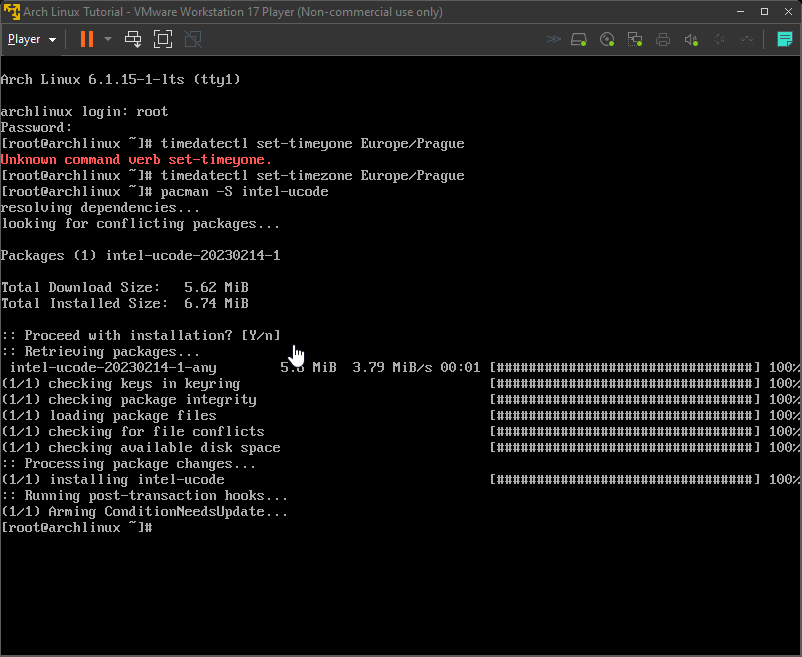 Arch Linux Tutorial - VMware Workstation 17 Player (Non-commercial use only)
Player
Arch Linux 6.1.15-1-lts (tty1)
archlinux login: root
Password:
[root@archlinux ~]# timedatectl set-timeyone Europe/Prague
Unknown command verb set-timeyone.
[root@archlinux ~]# timedatectl set-timezone Europe/Prague
[root@archlinux ~]# pacman -S intel-ucode
resolving dependencies...
looking for conflicting packages...
Packages (1) intel-ucode-20230214-1
Total Download Size:   5.62 MiB
Total Installed Size:  6.74 MiB
:: Proceed with installation? [Y/n]
:: Retrieving packages...
intel-ucode-20230214-1-any 5.6 MiB 3.79 MiB/s 00:01 [################################] 100%
(1/1) checking keys in keyring [################################] 100%
(1/1) checking package integrity [################################] 100%
(1/1) loading package files [################################] 100%
(1/1) checking for file conflicts [################################] 100%
(1/1) checking available disk space [################################] 100%
:: Processing package changes...
(1/1) installing intel-ucode [################################] 100%
:: Running post-transaction hooks...
(1/1) Arming ConditionNeedsUpdate...
[root@archlinux ~]#